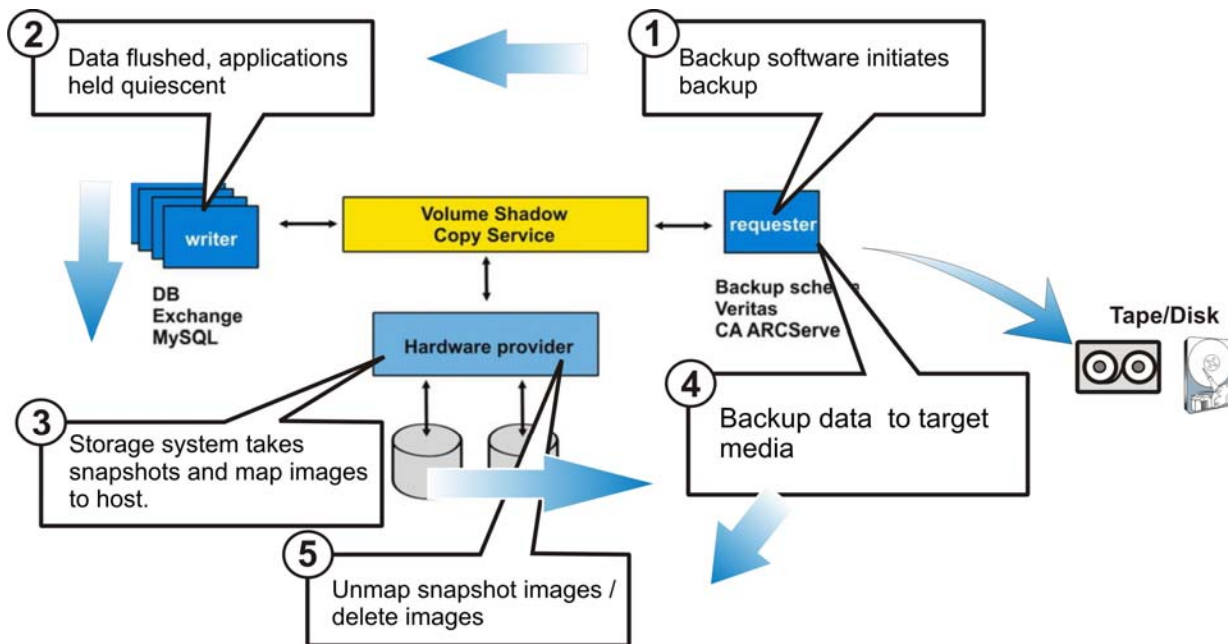 1
Backup software initiates
backup
2
Data flushed, applications
held quiescent
writer
DB
Exchange
MySQL
Volume Shadow
Copy Service
requester
Backup
Veritas
CA ARCServe
Hardware provider
Tape/Disk
3
Storage system takes
snapshots and map images
to host.
4
Backup data to target
media
5
Unmap snapshot images /
delete images